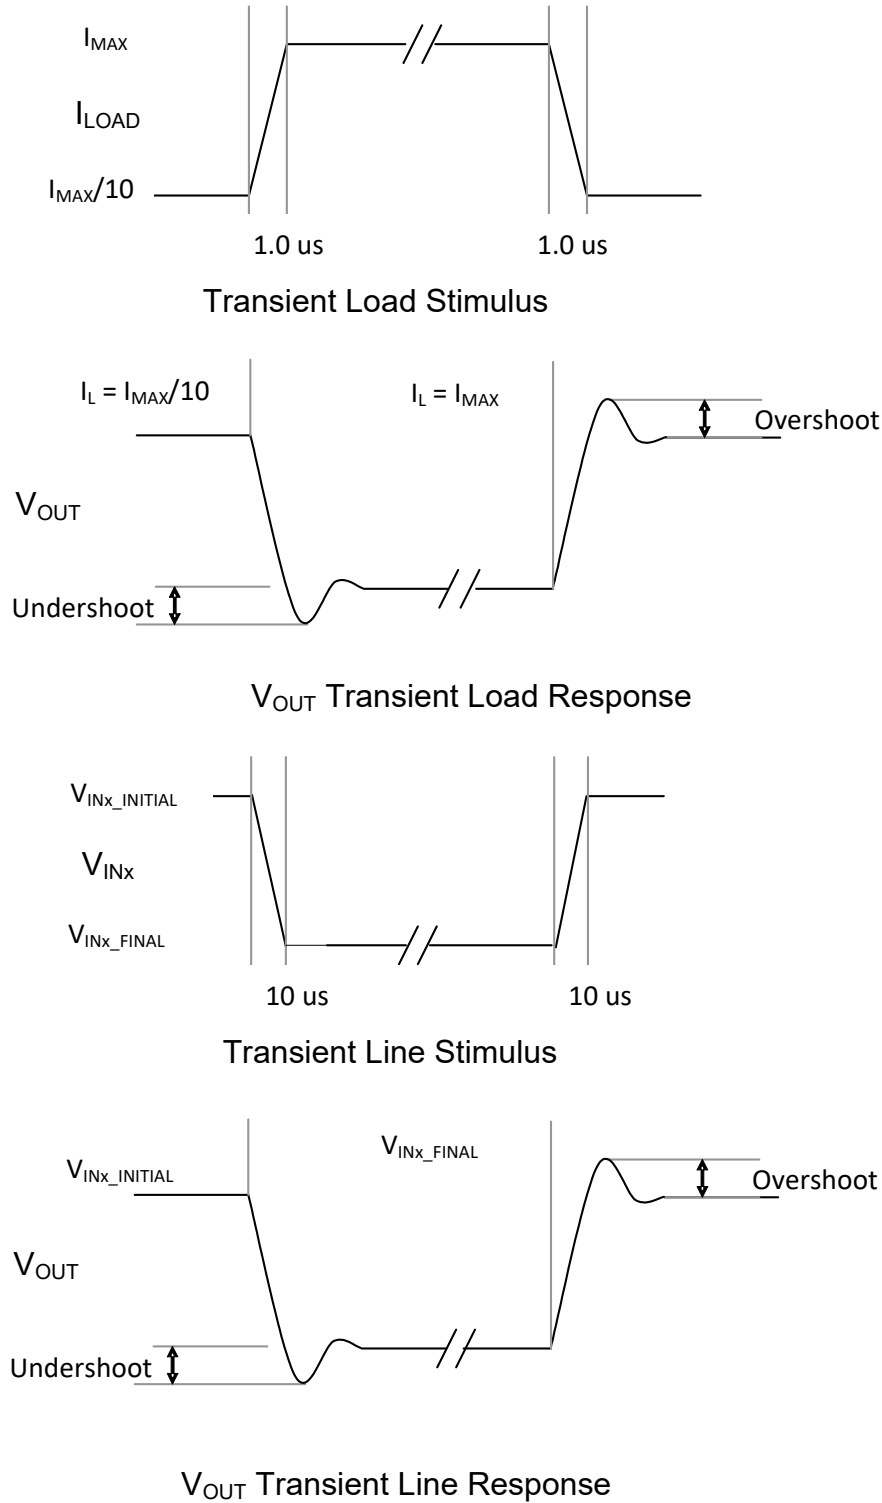 IMAX
ILOAD
IMAX/10
1.0 us 1.0 us
Transient Load Stimulus
IL = IMAX/10 IL = IMAX
Overshoot
VOUT
Undershoot
VOUT Transient Load Response
VINx_INITIAL
VINx
VINx_FINAL
10 us 10 us
Transient Line Stimulus
VINx_INITIAL VINx_FINAL
Overshoot
VOUT
Undershoot
VOUT Transient Line Response